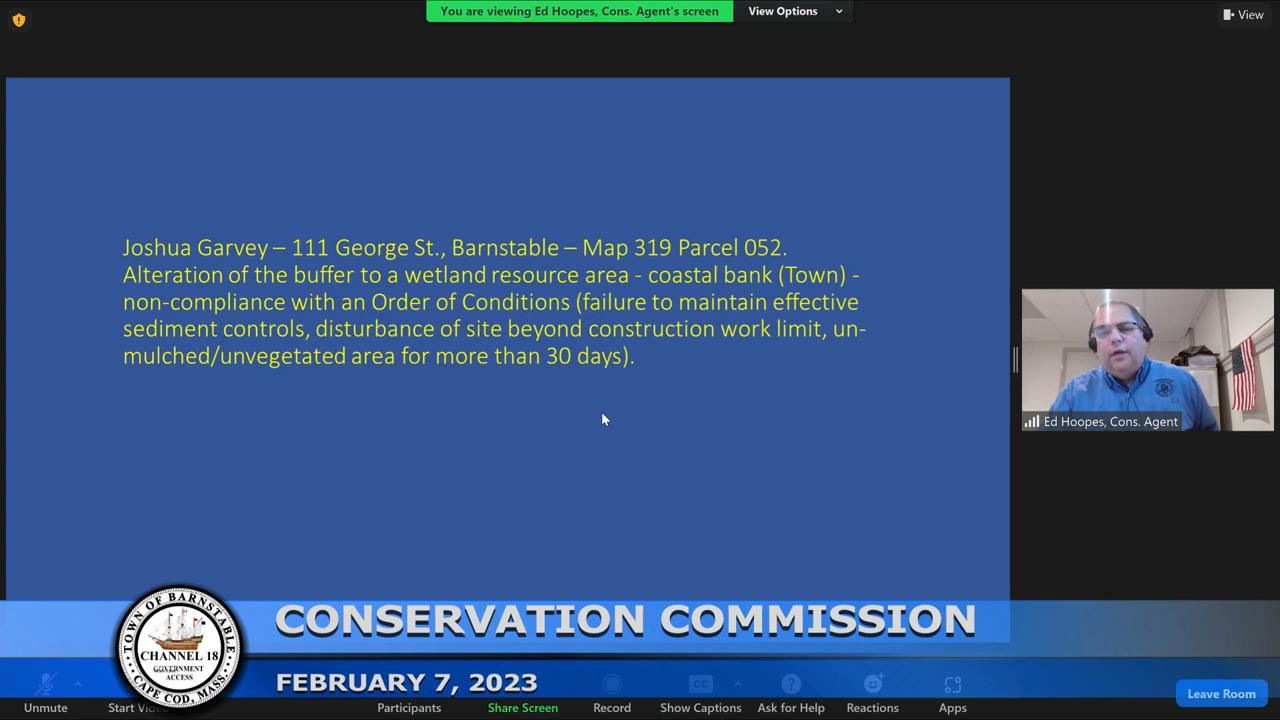 You are viewing Ed Hoopes, Cons. Agent's screen
View Options
View
Joshua Garvey – 111 George St., Barnstable – Map 319 Parcel 052.
Alteration of the buffer to a wetland resource area - coastal bank (Town) -
non-compliance with an Order of Conditions (failure to maintain effective
sediment controls, disturbance of site beyond construction work limit, un-
mulched/unvegetated area for more than 30 days).
Ed Hoopes, Cons. Agent
CONSERVATION COMMISSION
FEBRUARY 7, 2023
TOWN OF BARNSTABLE
CHANNEL 18
GOVERNMENT
ACCESS
CAPE COD, MASS.
CC
Unmute
Start
Participants
Share Screen
Record
Show Captions
Ask for Help
Reactions
Apps
Leave Room